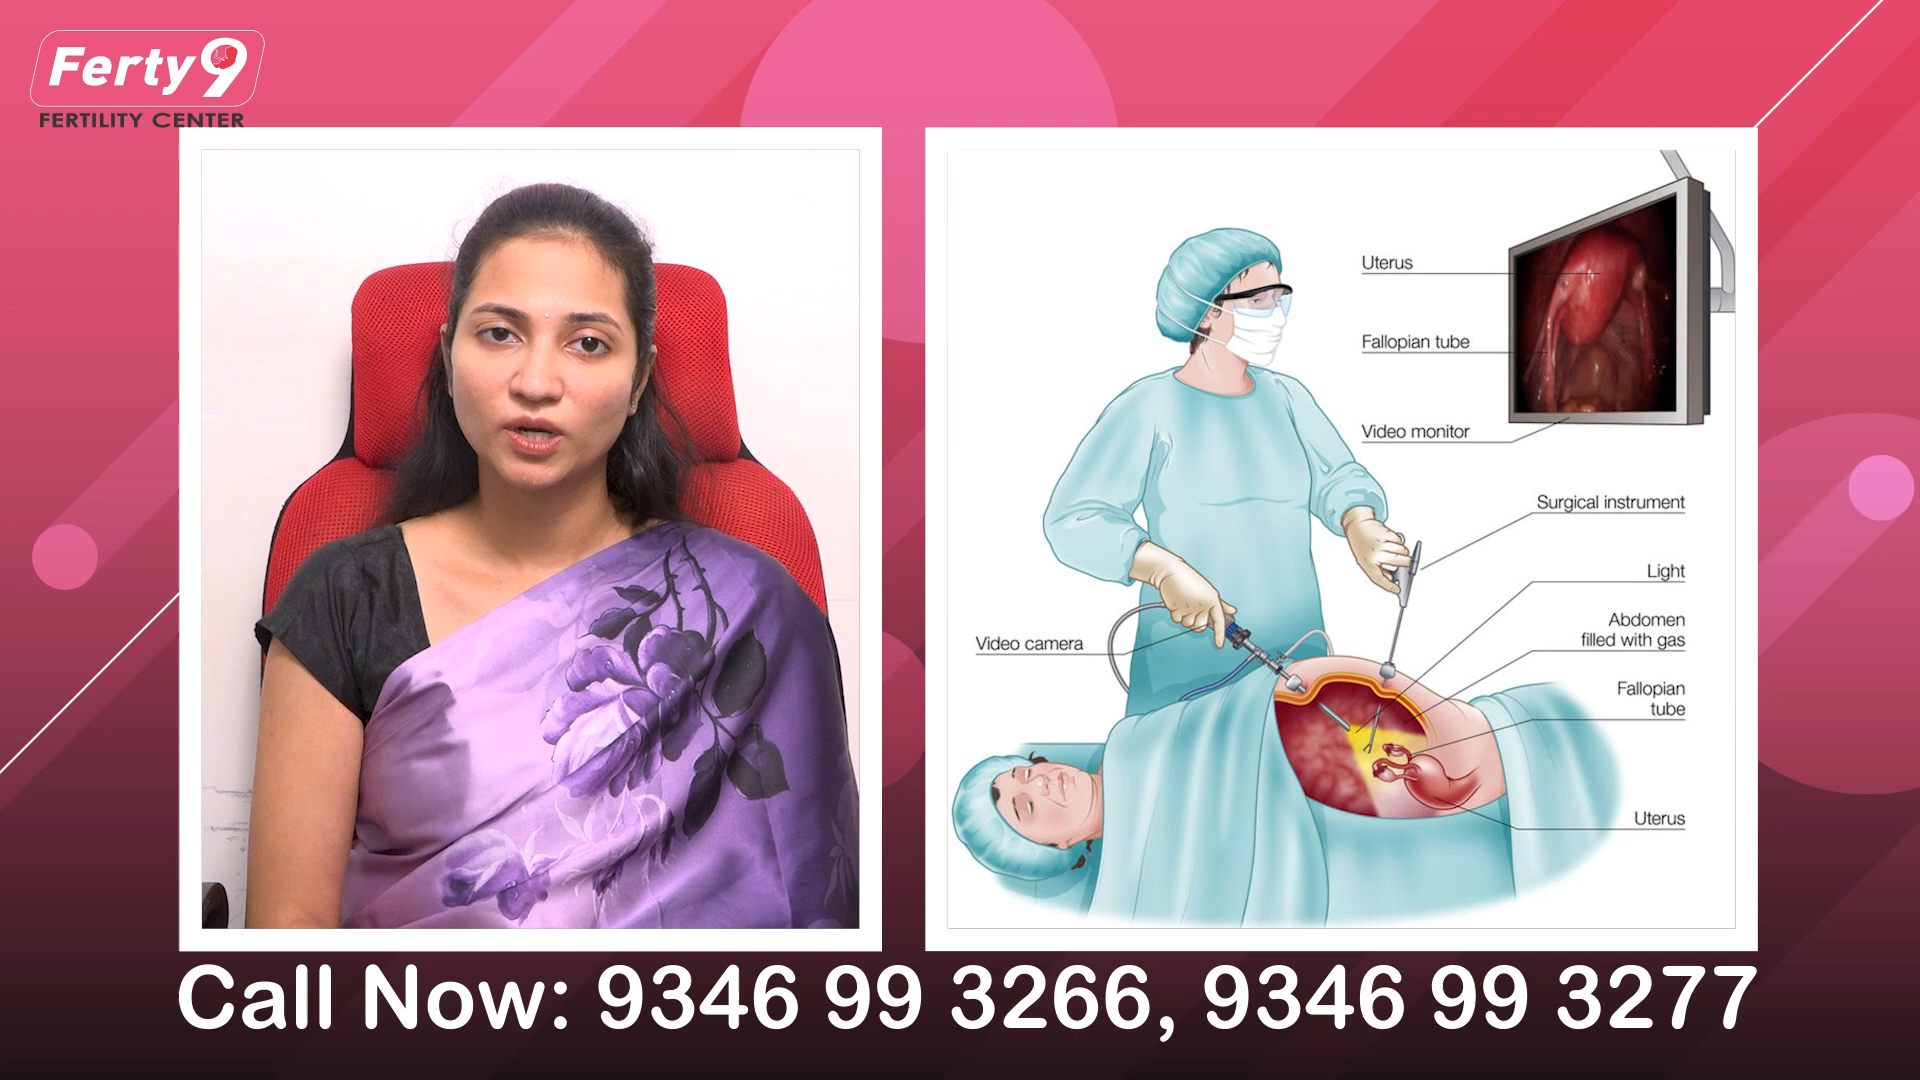 Ferty9
FERTILITY CENTER
Uterus
Fallopian tube
Video monitor
Surgical instrument
Light
Abdomen
filled with gas
Video camera
Fallopian
tube
Uterus
Call Now: 9346 99 3266, 9346 99 3277